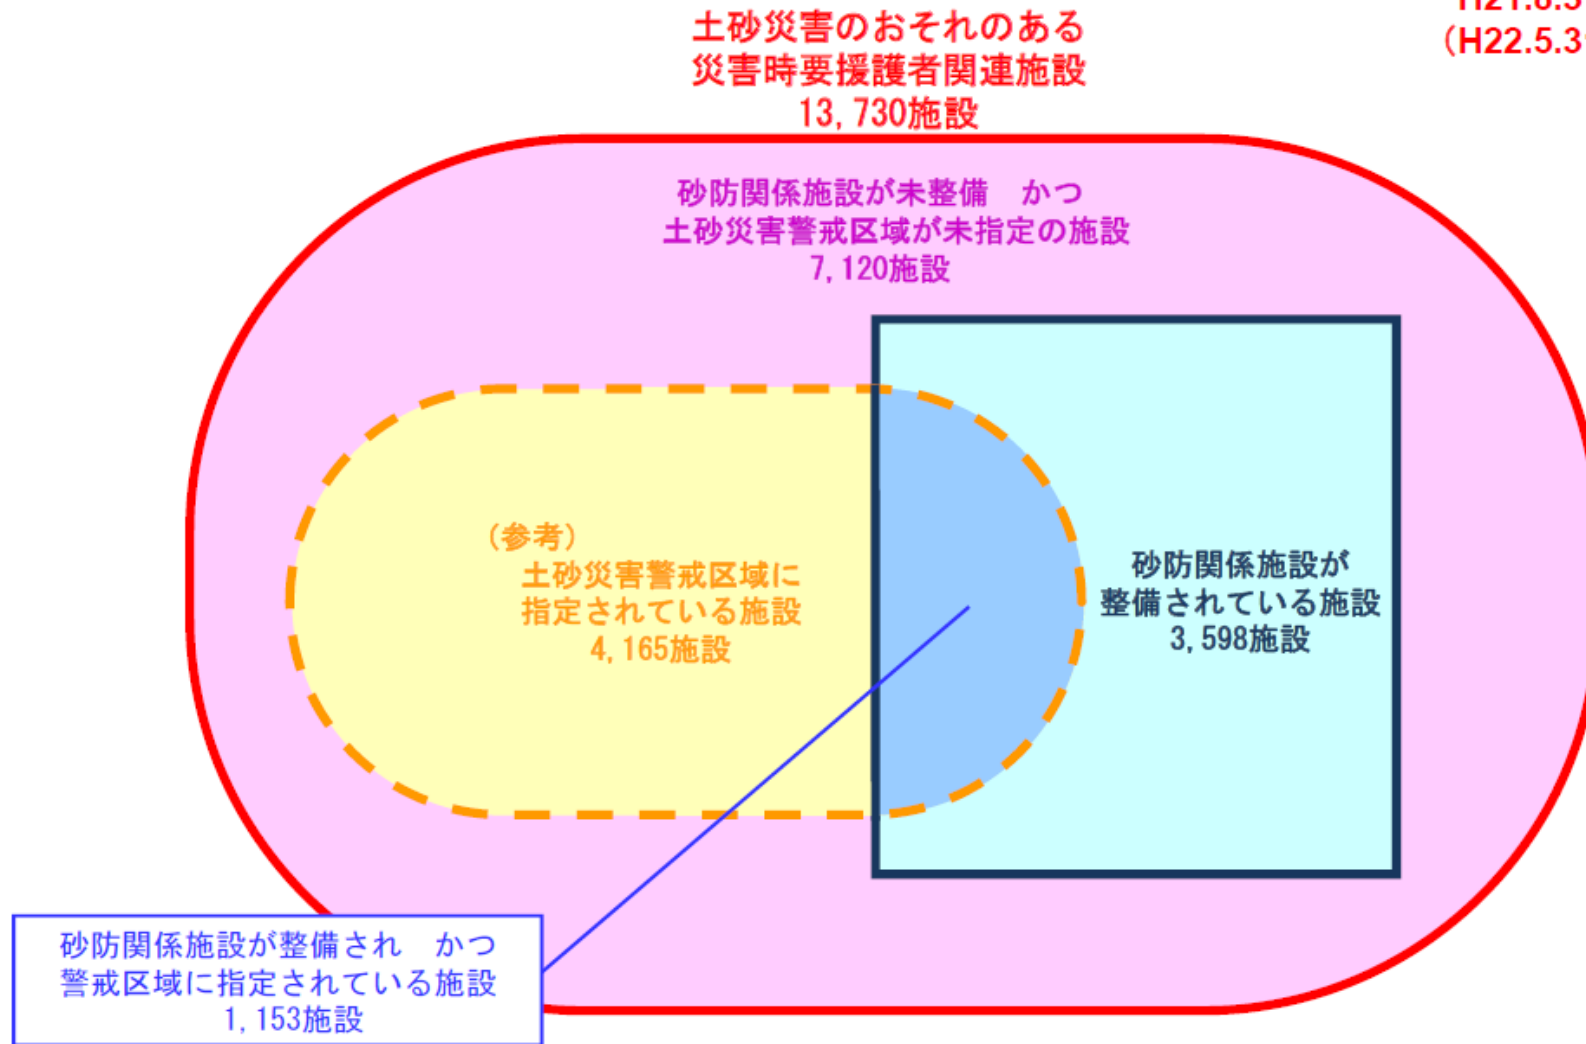 土砂災害のおそれのある
災害時要援護者関連施設
13,730施設
(H22.5.3
砂防関係施設が未整備　かつ
土砂災害警戒区域が未指定の施設
7,120施設
(参考)
土砂災害警戒区域に
指定されている施設
4,165施設
砂防関係施設が
整備されている施設
3,598施設
砂防関係施設が整備され　かつ
警戒区域に指定されている施設
1,153施設